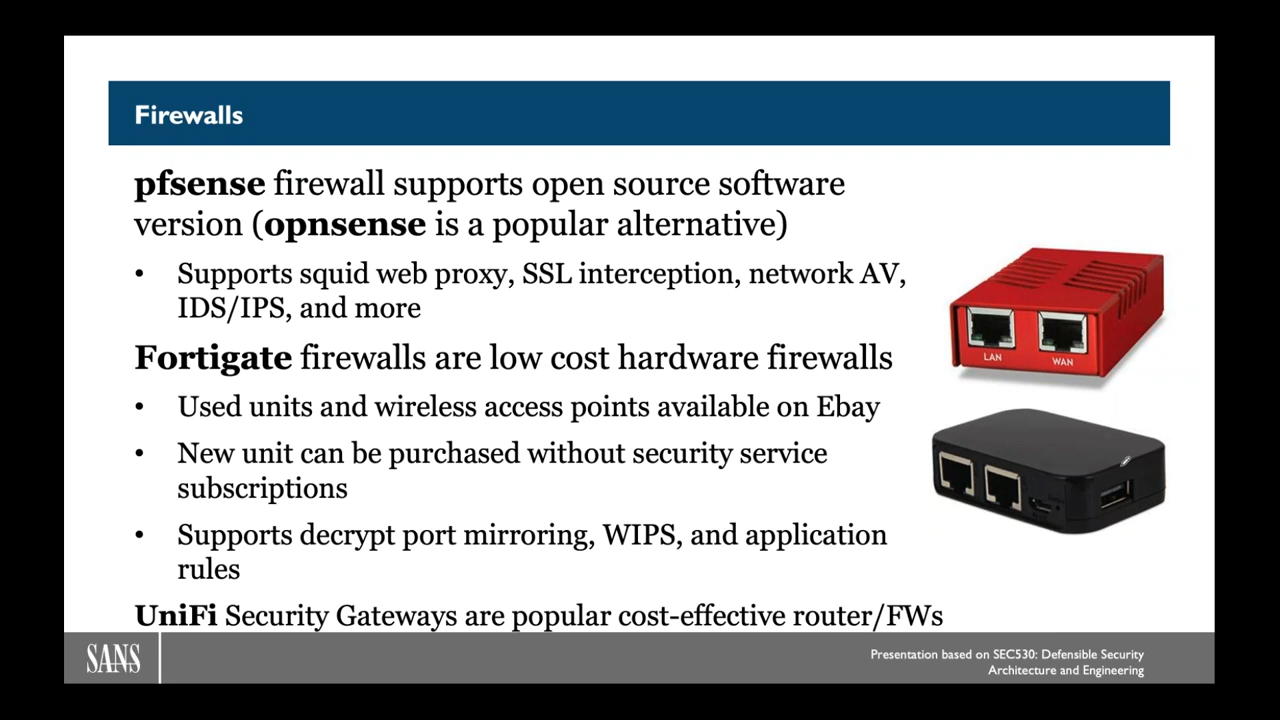 Firewalls
pfsense firewall supports open source software
version (opnsense is a popular alternative)
• Supports squid web proxy, SSL interception, network AV,
IDS/IPS, and more
Fortigate firewalls are low cost hardware firewalls
• Used units and wireless access points available on Ebay
• New unit can be purchased without security service
subscriptions
• Supports decrypt port mirroring, WIPS, and application
rules
UniFi Security Gateways are popular cost-effective router/FWs
LAN
WAN
SANS
Presentation based on SEC530: Defensible Security
Architecture and Engineering